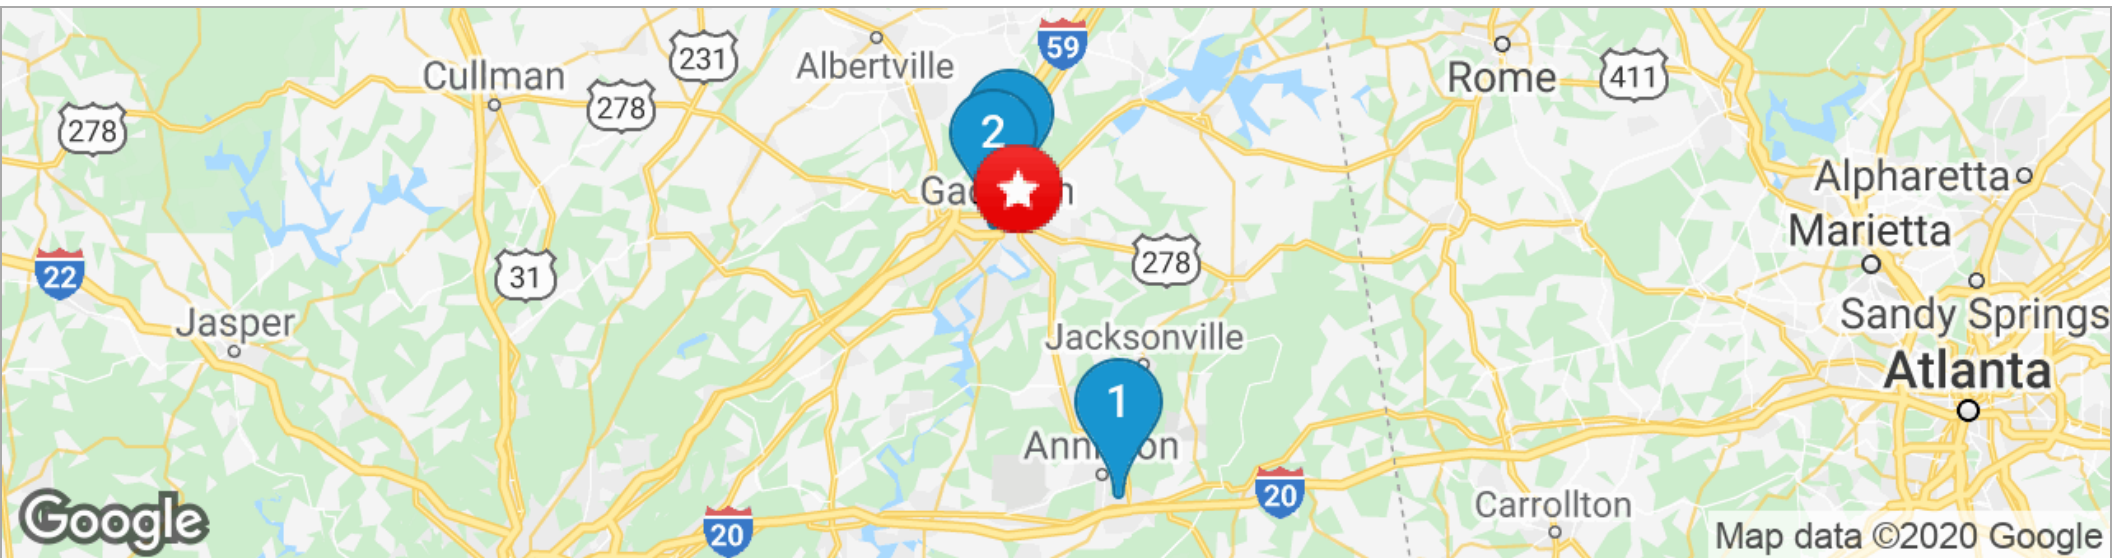 59
231
Albertville
Cullman
278
Rome
411
278
2
Alpharetta
Marietta
278
22
31
Sandy Springs
Jasper
Jacksonville
Atlanta
1
20
Carrollton
Google
20
Map data ©2020 Google